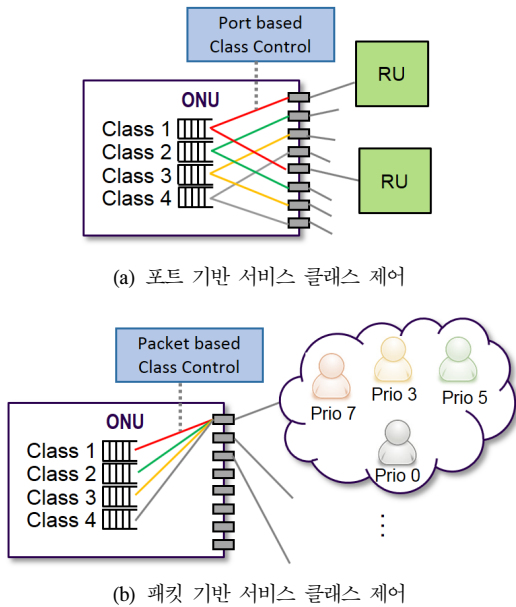 Port based
Class Control
ONU
Class 1
Class 2
Class 3
Class 4
RU
RU
(a) 포트 기반 서비스 클래스 제어
Packet based
Class Control
ONU
Class 1
Class 2
Class 3
Class 4
Prio 7
Prio 3
Prio 5
Prio 0
(b) 패킷 기반 서비스 클래스 제어